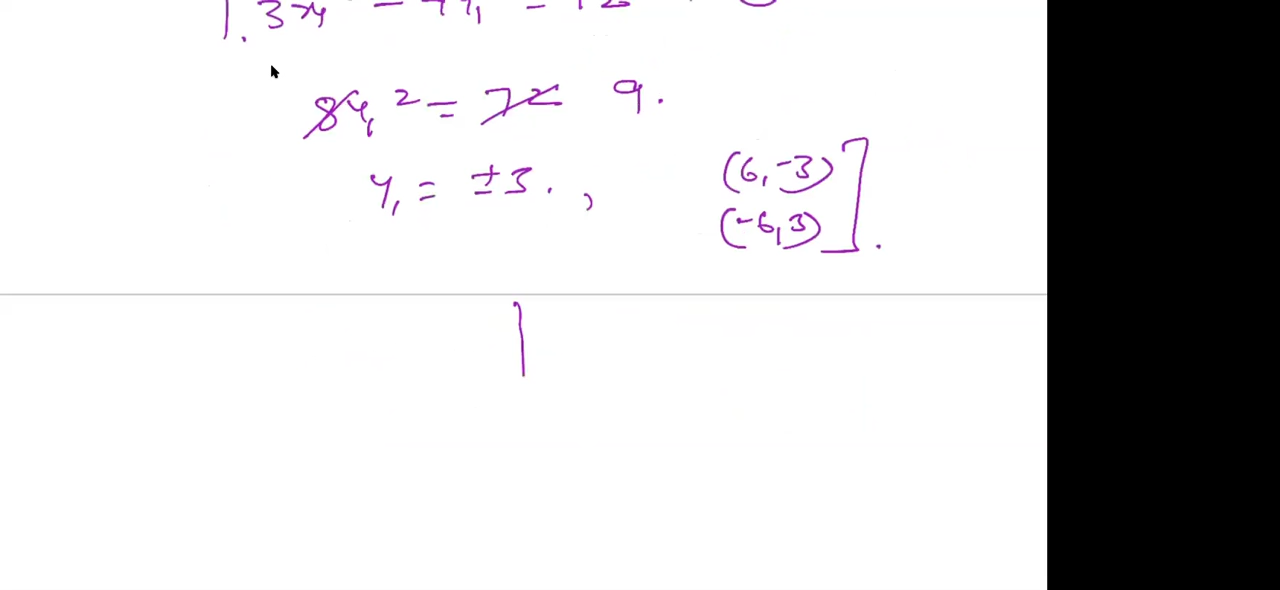 8y₁² = 72 9.
y₁ = ±3. ,
(6,-3)
(-6,3) ] .